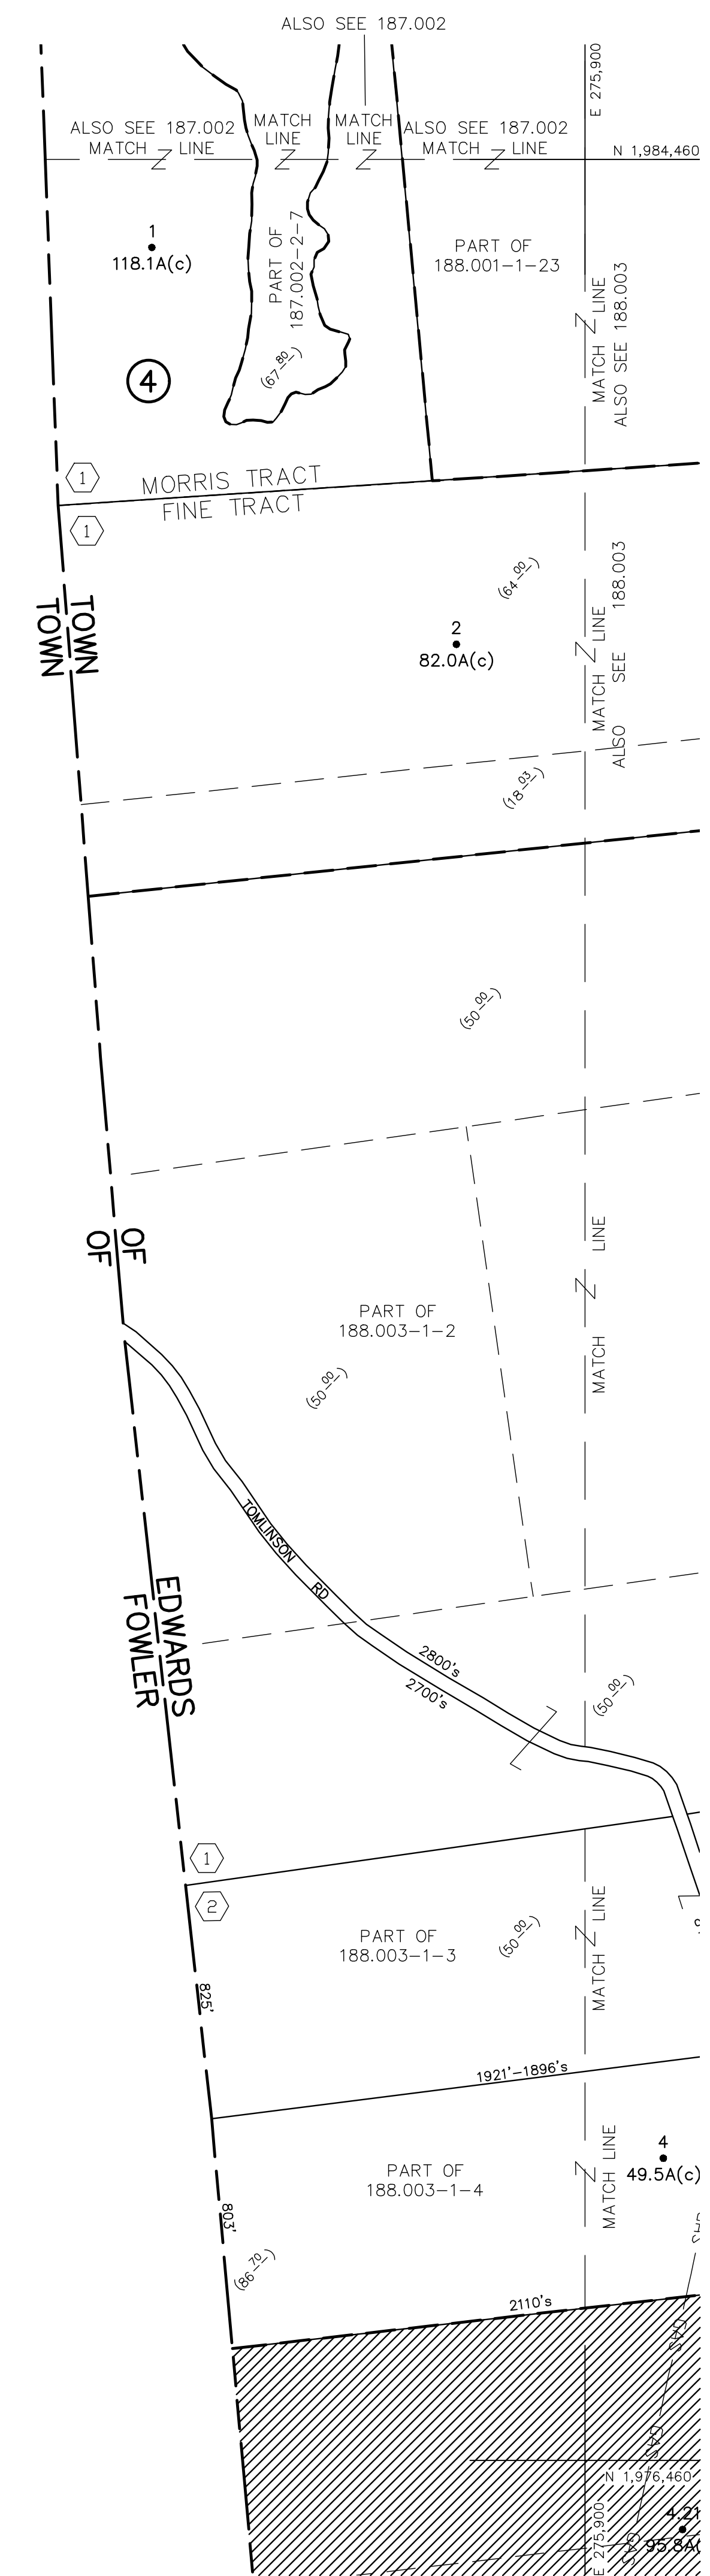 ALSO SEE 187.002
E 275,900
ALSO SEE 187.002
MATCH LINE
MATCH
LINE
MATCH
LINE
ALSO SEE 187.002
MATCH LINE
N 1,984,460
1
118.1A(c)
PART OF
187.002-2-7
PART OF
188.001-1-23
MATCH LINE
ALSO SEE 188.003
(67.80)
4
1
MORRIS TRACT
FINE TRACT
1
(64.00)
TOWN
TOWN
2
82.0A(c)
MATCH LINE
ALSO SEE 188.003
(18.03)
(50.00)
OF
OF
MATCH LINE
PART OF
188.003-1-2
(50.00)
TOMLINSON RD
EDWARDS
FOWLER
2800's
2700's
(50.00)
1
2
PART OF
188.003-1-3
(50.00)
MATCH LINE
825'
1921'-1896's
PART OF
188.003-1-4
MATCH LINE
4
49.5A(c)
803'
(86.70)
GAS
2110's
GAS
GAS
N 1,976,460
4.21
95.8A(
E 275,900
GAS